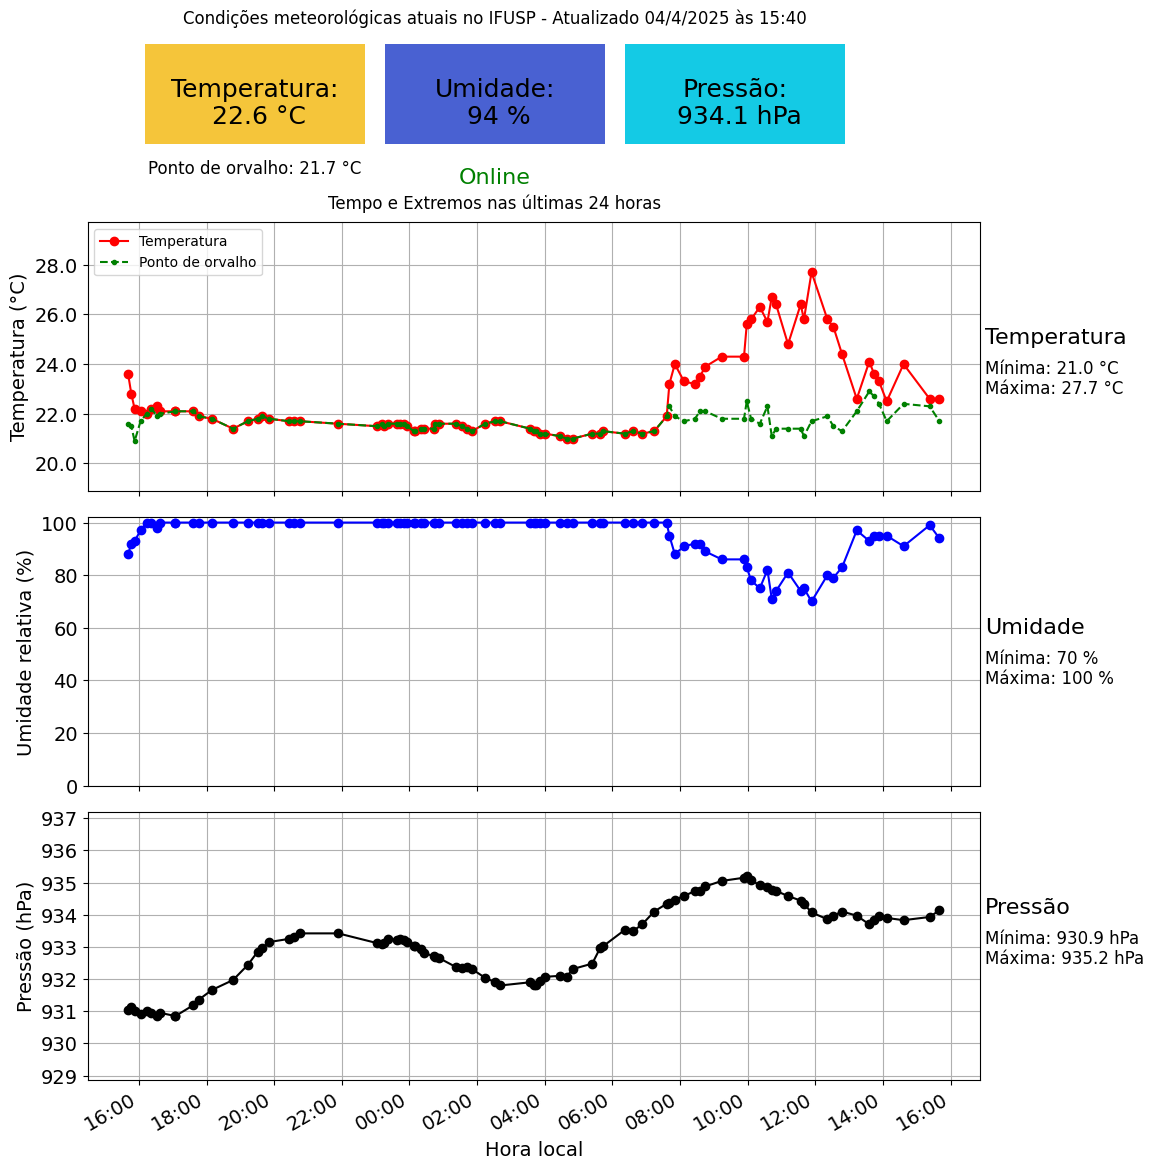 Condições meteorológicas atuais no IFUSP - Atualizado 04/4/2025 às 15:40
Temperatura:
22.6 °C
Umidade:
94 %
Pressão:
934.1 hPa
Ponto de orvalho: 21.7 °C
Online
Tempo e Extremos nas últimas 24 horas
Temperatura
Ponto de orvalho
Temperatura (°C)
28.0
26.0
24.0
22.0
20.0
Temperatura
Mínima: 21.0 °C
Máxima: 27.7 °C
Umidade relativa (%)
100
80
60
40
20
0
Umidade
Mínima: 70 %
Máxima: 100 %
Pressão (hPa)
937
936
935
934
933
932
931
930
929
Pressão
Mínima: 930.9 hPa
Máxima: 935.2 hPa
16:00 18:00 20:00 22:00 00:00 02:00 04:00 06:00 08:00 10:00 12:00 14:00 16:00
Hora local